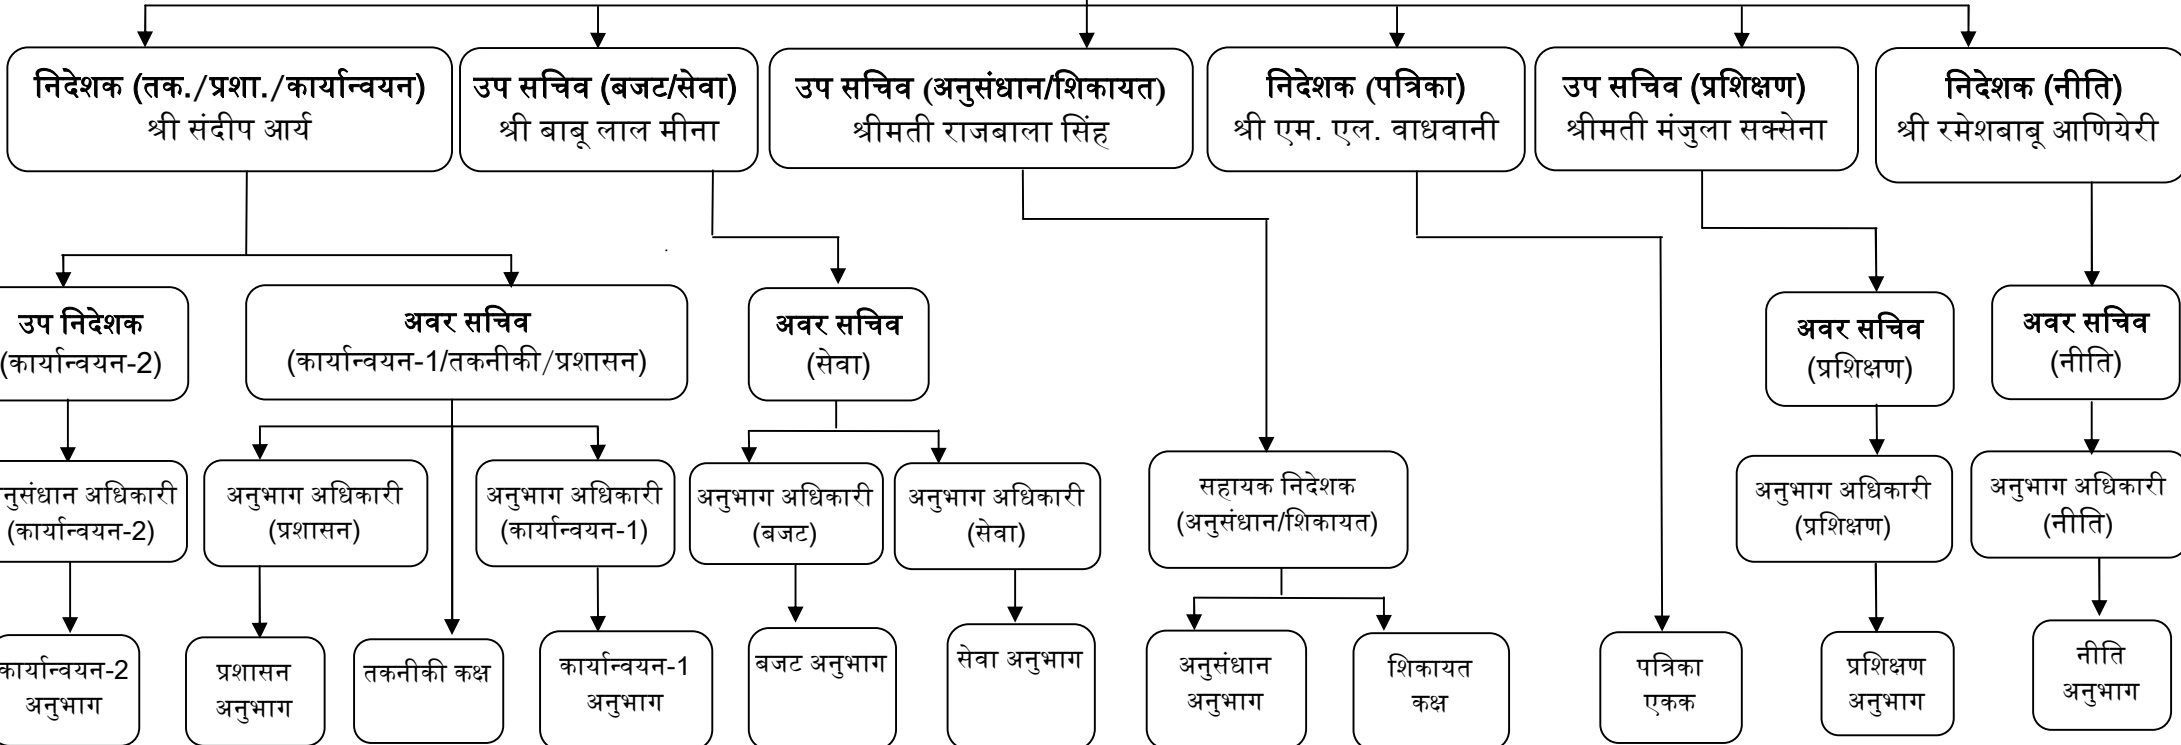 निदेशक (तक./प्रशा./कार्यान्वयन)
श्री संदीप आर्य
उप सचिव (बजट/सेवा)
श्री बाबू लाल मीना
उप सचिव (अनुसंधान/शिकायत)
श्रीमती राजबाला सिंह
निदेशक (पत्रिका)
श्री एम. एल. वाधवानी
उप सचिव (प्रशिक्षण)
श्रीमती मंजुला सक्सेना
निदेशक (नीति)
श्री रमेशबाबू आणियेरी
उप निदेशक
(कार्यान्वयन-2)
अवर सचिव
(कार्यान्वयन-1/तकनीकी/प्रशासन)
अवर सचिव
(सेवा)
अवर सचिव
(प्रशिक्षण)
अवर सचिव
(नीति)
नुसंधान अधिकारी
(कार्यान्वयन-2)
अनुभाग अधिकारी
(प्रशासन)
अनुभाग अधिकारी
(कार्यान्वयन-1)
अनुभाग अधिकारी
(बजट)
अनुभाग अधिकारी
(सेवा)
सहायक निदेशक
(अनुसंधान/शिकायत)
अनुभाग अधिकारी
(प्रशिक्षण)
अनुभाग अधिकारी
(नीति)
कार्यान्वयन-2
अनुभाग
प्रशासन
अनुभाग
तकनीकी कक्ष
कार्यान्वयन-1
अनुभाग
बजट अनुभाग
सेवा अनुभाग
अनुसंधान
अनुभाग
शिकायत
कक्ष
पत्रिका
एकक
प्रशिक्षण
अनुभाग
नीति
अनुभाग